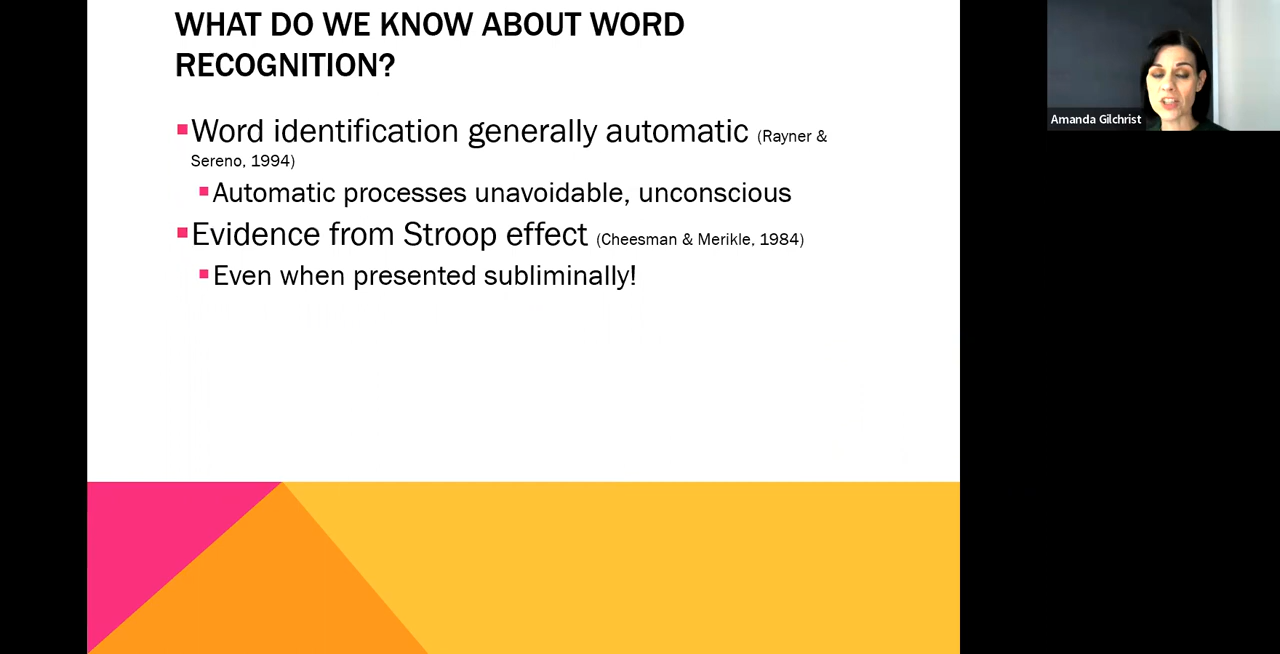 WHAT DO WE KNOW ABOUT WORD
RECOGNITION?
Word identification generally automatic (Rayner &
Sereno, 1994)
Automatic processes unavoidable, unconscious
Evidence from Stroop effect (Cheesman & Merikle, 1984)
Even when presented subliminally!
Amanda Gilchrist